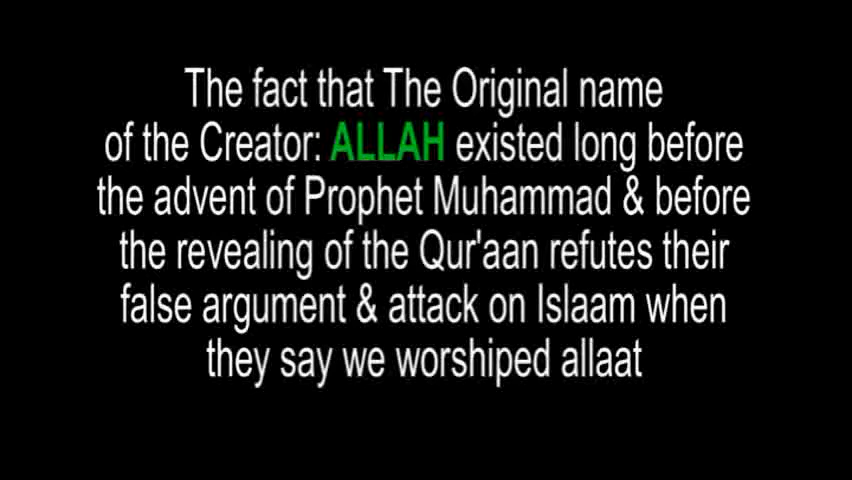 The fact that The Original name
of the Creator: ALLAH existed long before
the advent of Prophet Muhammad & before
the revealing of the Qur'aan refutes their
false argument & attack on Islaam when
they say we worshiped allaat